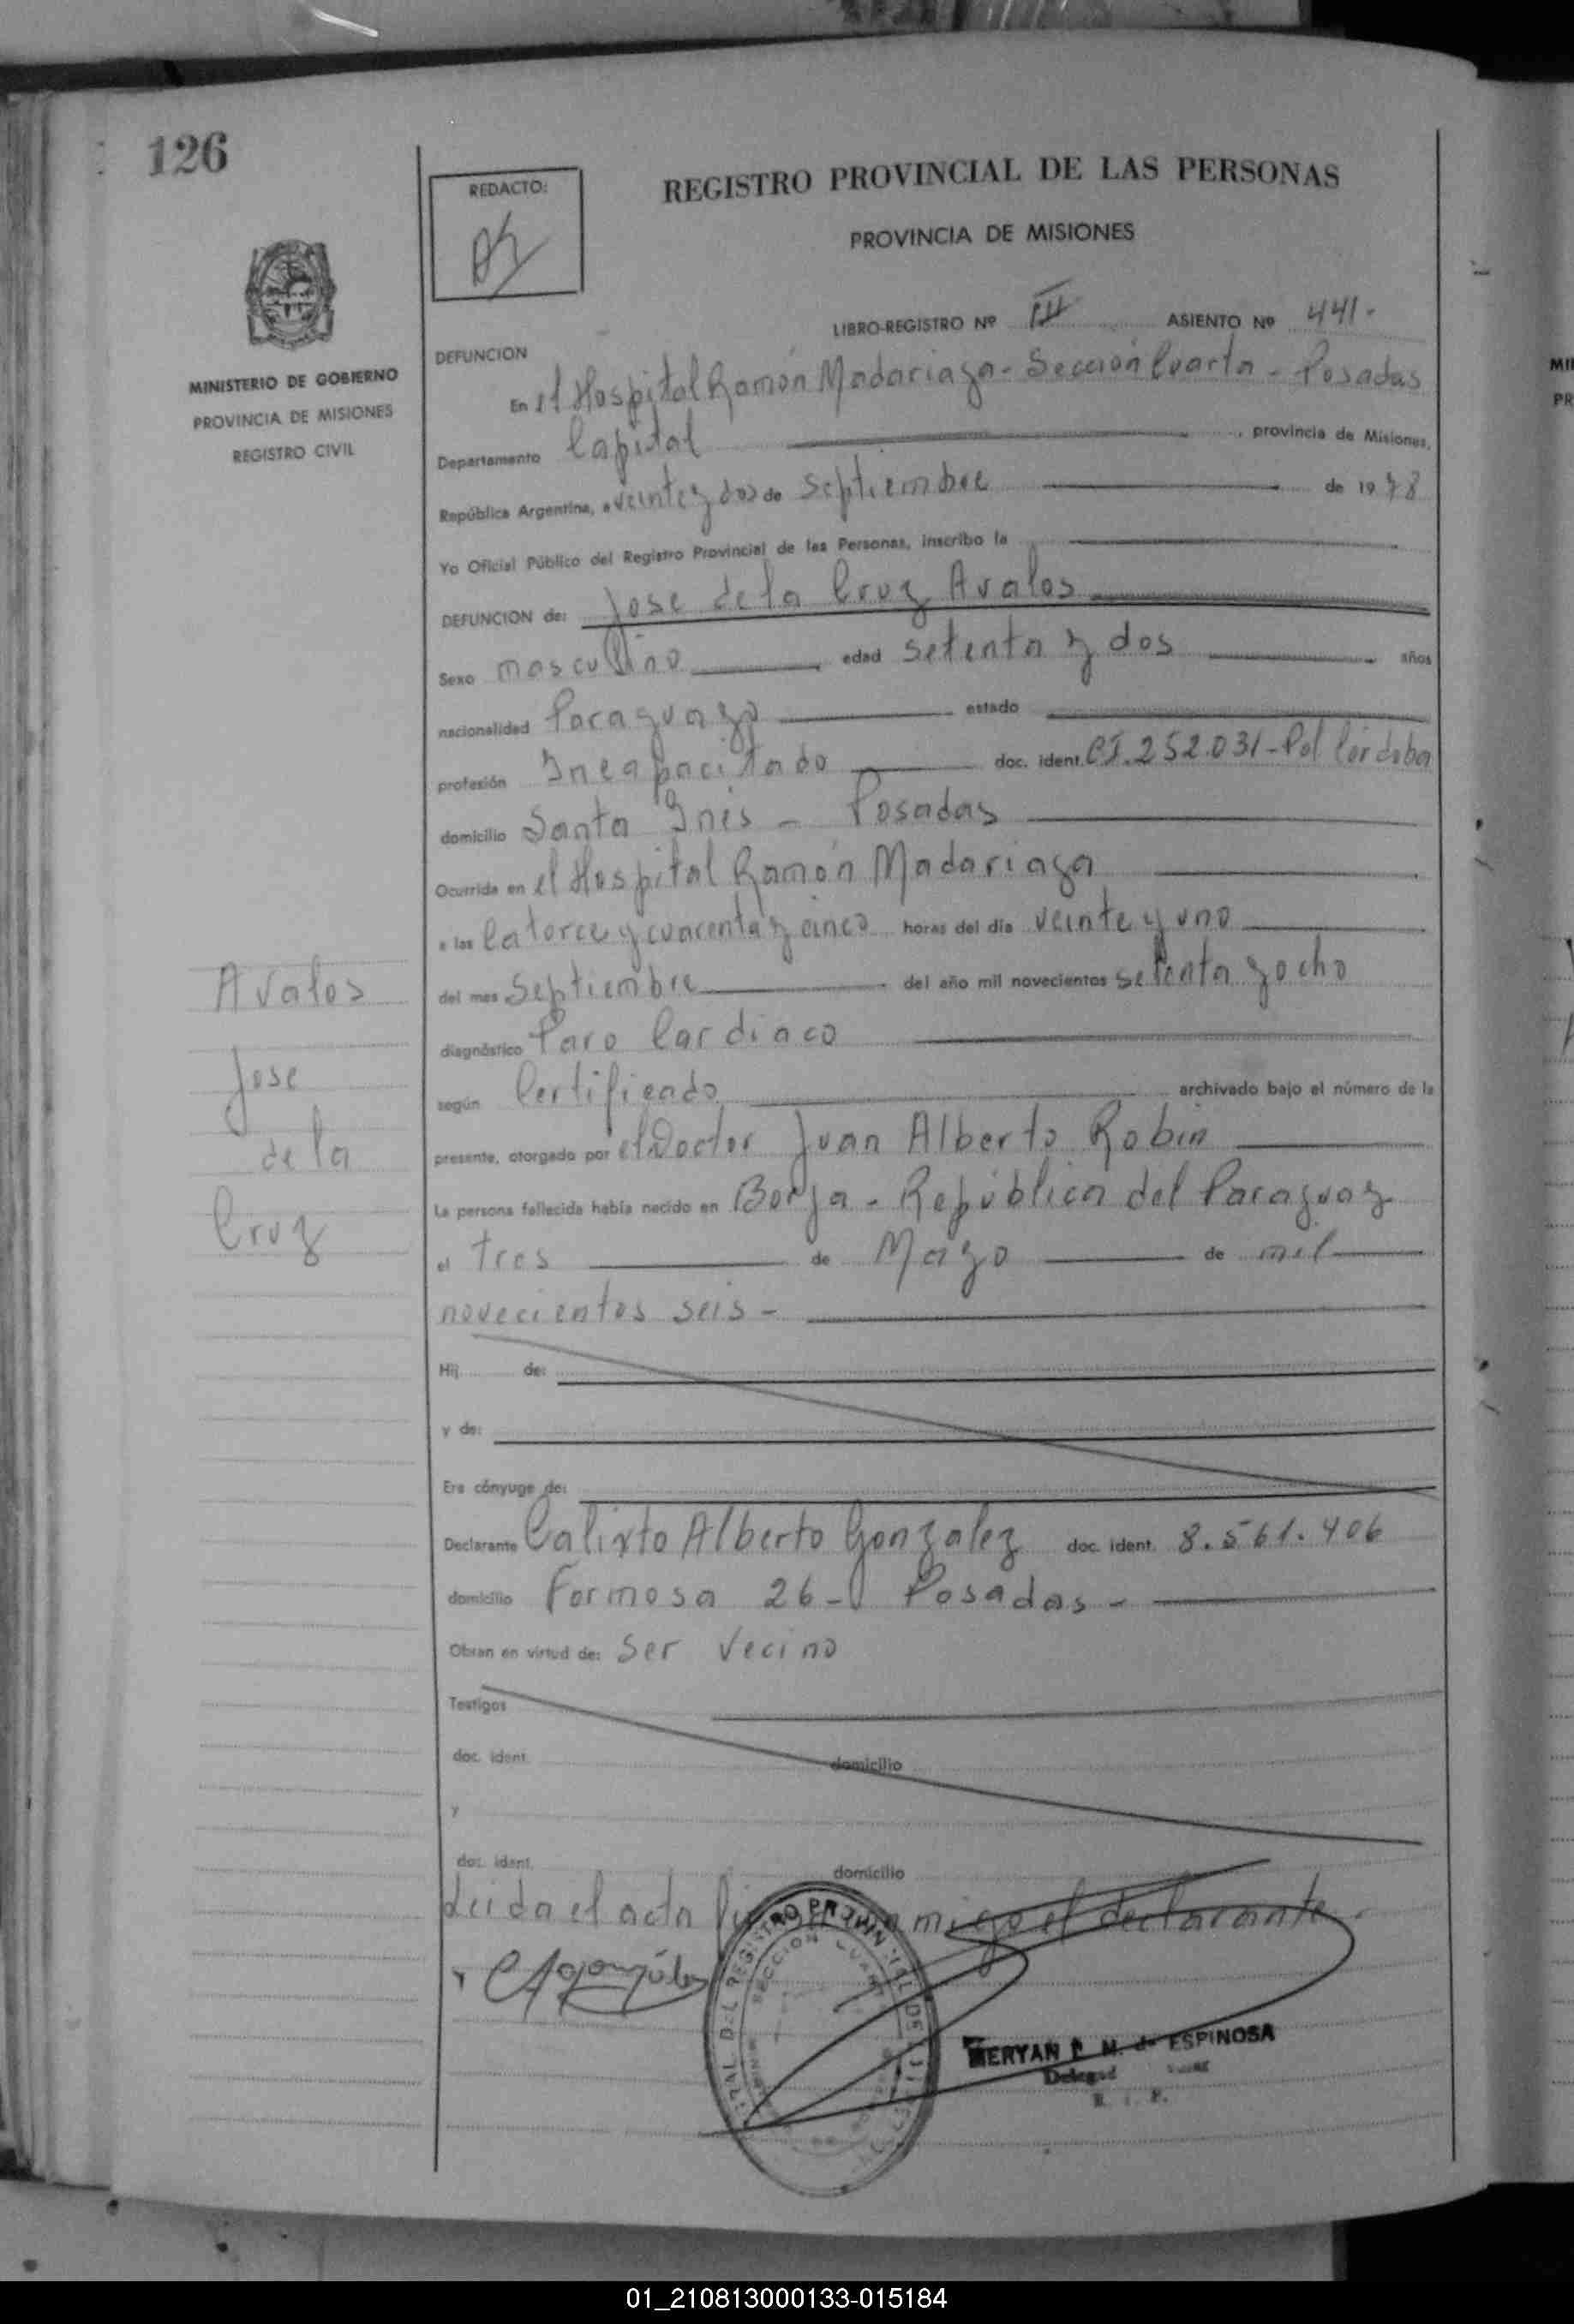 126
REDACTO:
REGISTRO PROVINCIAL DE LAS PERSONAS
PROVINCIA DE MISIONES
MINISTERIO DE GOBIERNO
PROVINCIA DE MISIONES
REGISTRO CIVIL
LIBRO-REGISTRO Nº III ASIENTO Nº 441.
DEFUNCION
En el Hospital Ramón Madariaga - Sección Cuarta - Posadas
Departamento Capital, provincia de Misiones,
República Argentina, a veinte y dos de Septiembre de 1978
Yo Oficial Público del Registro Provincial de las Personas, inscribo la
DEFUNCION de: Jose de la Cruz Avalos
Sexo masculino edad setenta y dos años
nacionalidad Paraguayo estado
profesión Incapacitado doc. ident. CI. 252.031 - Pol Córdoba
domicilio Santa Inés - Posadas
Ocurrida en el Hospital Ramón Madariaga
a las Catorce y cuarenta y cinco horas del día veinte y uno
del mes Septiembre del año mil novecientos setenta y ocho
diagnóstico Paro Cardiaco
según Certificado archivado bajo el número de la
presente, otorgado por el Doctor Juan Alberto Robin
La persona fallecida había nacido en Borja - República del Paraguay
el tres de Mayo de mil
novecientos seis -
Hij de:
y de:
Era cónyuge de:
Declarante Calixto Alberto Gonzalez doc. ident. 8.561.406
domicilio Formosa 26 - Posadas -
Obran en virtud de: Ser Vecino
Testigos
doc. ident. domicilio
y
doc. ident. domicilio
Leida el acta el declarante.
Avalos
Jose
de la
Cruz
CAGonzález
SECCION
ESPINOSA
MI
PR
01_210813000133-015184